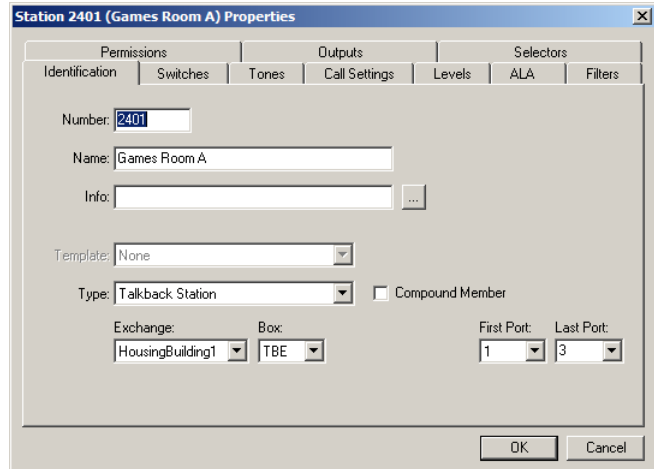 Station 2401 (Games Room A) Properties
Permissions Outputs Selectors
Identification Switches Tones Call Settings Levels ALA Filters
Number: 2401
Name: Games Room A
Info: ...
Template: None
Type: Talkback Station Compound Member
Exchange: Box: First Port: Last Port:
HousingBuilding1 TBE 1 3
OK Cancel